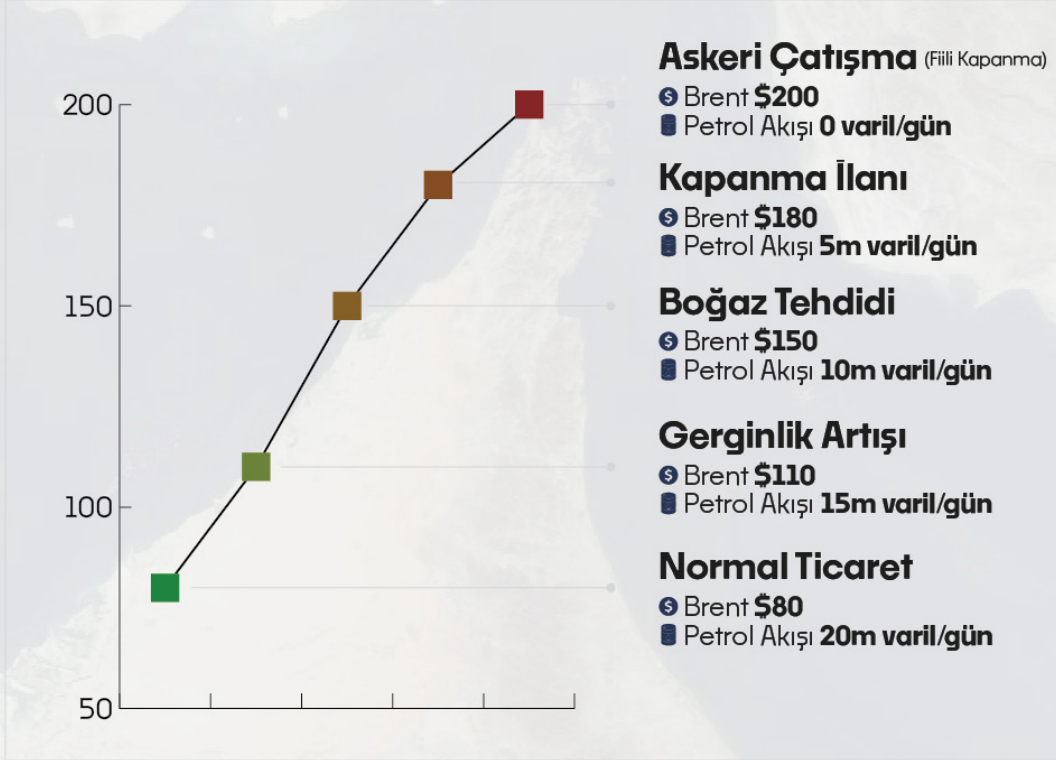 200
150
100
50
Askeri Çatışma (Fiili Kapanma)
$ Brent $200
Petrol Akışı 0 varil/gün
Kapanma İlanı
$ Brent $180
Petrol Akışı 5m varil/gün
Boğaz Tehdidi
$ Brent $150
Petrol Akışı 10m varil/gün
Gerginlik Artışı
$ Brent $110
Petrol Akışı 15m varil/gün
Normal Ticaret
$ Brent $80
Petrol Akışı 20m varil/gün